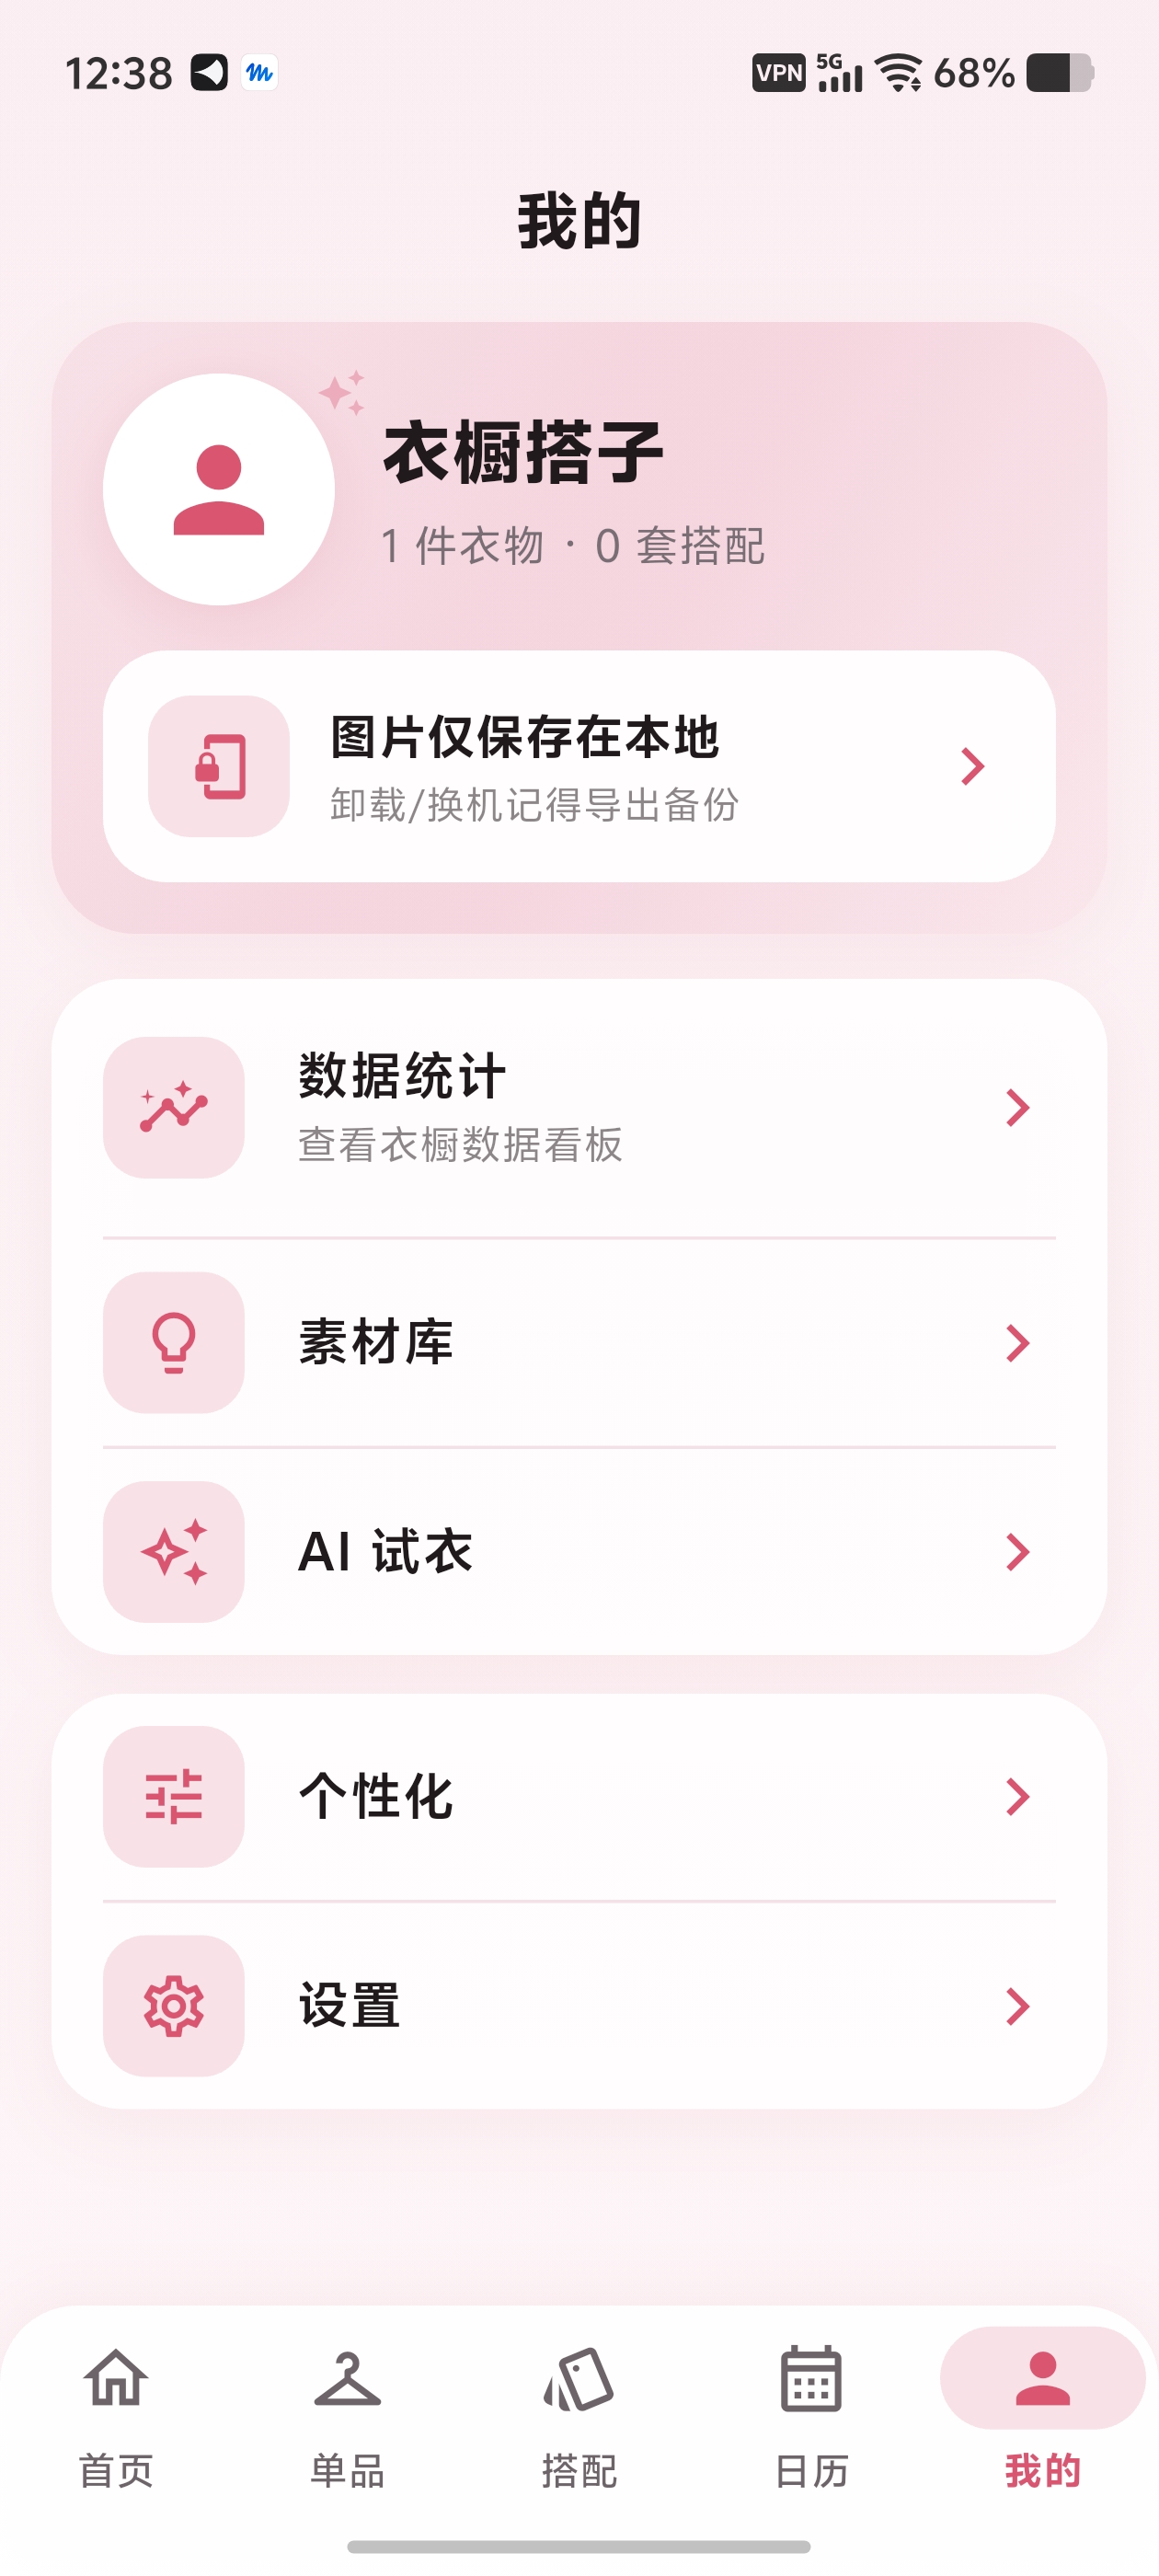 12:38
VPN 5G 68%
我的
衣橱搭子
1 件衣物 · 0 套搭配
图片仅保存在本地
卸载/换机记得导出备份
数据统计
查看衣橱数据看板
素材库
AI 试衣
个性化
设置
首页 单品 搭配 日历 我的